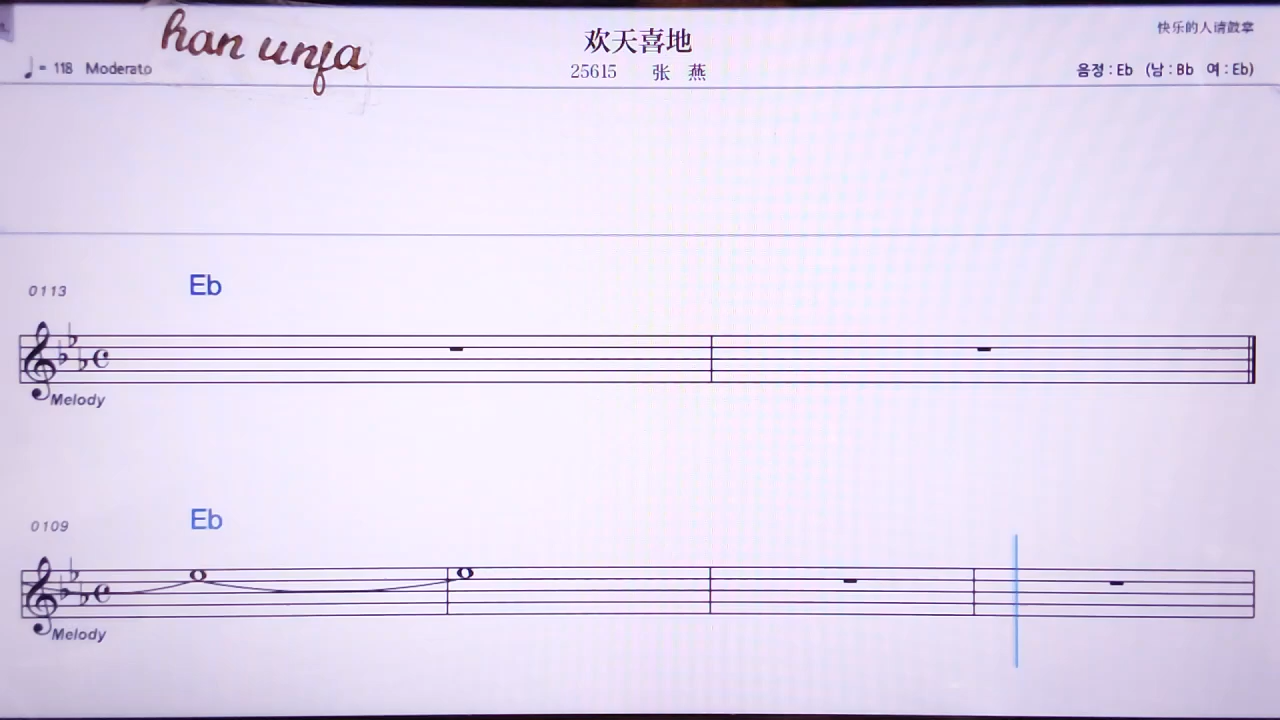 han unja
欢天喜地
快乐的人请鼓掌
♩= 118 Moderato
25615 张 燕
음정 : Eb (남 : Bb 여 : Eb)
0113
Eb
Melody
0109
Eb
Melody